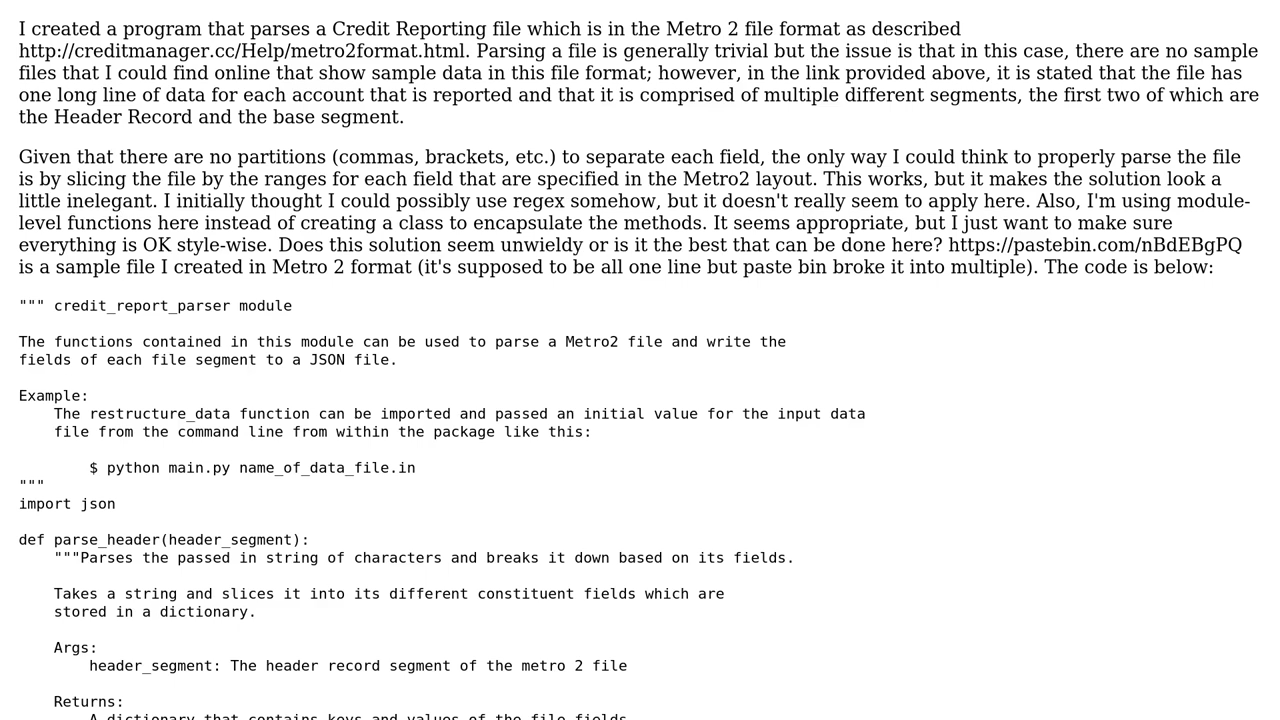 I created a program that parses a Credit Reporting file which is in the Metro 2 file format as described
http://creditmanager.cc/Help/metro2format.html. Parsing a file is generally trivial but the issue is that in this case, there are no sample
files that I could find online that show sample data in this file format; however, in the link provided above, it is stated that the file has
one long line of data for each account that is reported and that it is comprised of multiple different segments, the first two of which are
the Header Record and the base segment.
Given that there are no partitions (commas, brackets, etc.) to separate each field, the only way I could think to properly parse the file
is by slicing the file by the ranges for each field that are specified in the Metro2 layout. This works, but it makes the solution look a
little inelegant. I initially thought I could possibly use regex somehow, but it doesn't really seem to apply here. Also, I'm using module-
level functions here instead of creating a class to encapsulate the methods. It seems appropriate, but I just want to make sure
everything is OK style-wise. Does this solution seem unwieldy or is it the best that can be done here? https://pastebin.com/nBdEBgPQ
is a sample file I created in Metro 2 format (it's supposed to be all one line but paste bin broke it into multiple). The code is below:
""" credit_report_parser module
The functions contained in this module can be used to parse a Metro2 file and write the
fields of each file segment to a JSON file.
Example:
    The restructure_data function can be imported and passed an initial value for the input data
    file from the command line from within the package like this:
        $ python main.py name_of_data_file.in
"""
import json
def parse_header(header_segment):
    """Parses the passed in string of characters and breaks it down based on its fields.
    Takes a string and slices it into its different constituent fields which are
    stored in a dictionary.
    Args:
        header_segment: The header record segment of the metro 2 file
    Returns:
        A dictionary that contains keys and values of the file fields